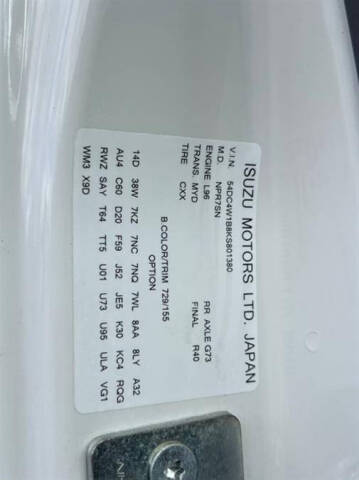 ISUZU MOTORS LTD. JAPAN
V.I.N. 54DC4W1B8KS801380
M.D. NPR7SN
ENGINE L96 RR AXLE G73
TRANS. MYD FINAL R40
TIRE CXX
B.COLOR/TRIM 729/155
OPTION
14D 38W 7KZ 7NC 7NQ 7WL 8AA 8LY A32
AU4 C60 D20 F59 J52 JE5 K30 KC4 RQG
RWZ SAY T64 TT5 U01 U73 U95 ULA VG1
WM3 X9D